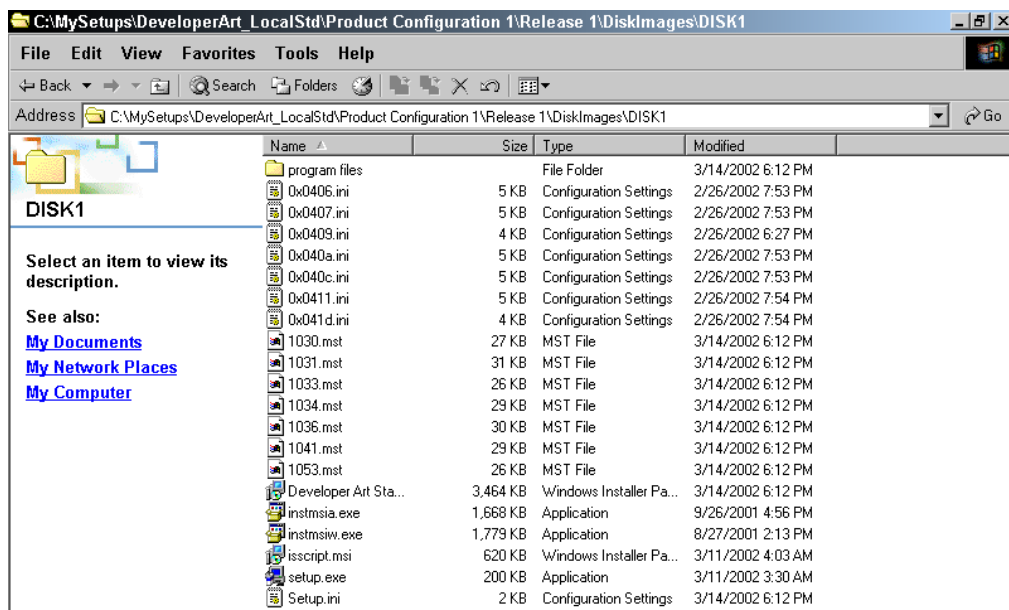 C:\MySetups\DeveloperArt_LocalStd\Product Configuration 1\Release 1\DiskImages\DISK1
File Edit View Favorites Tools Help
Back Search Folders
Address C:\MySetups\DeveloperArt_LocalStd\Product Configuration 1\Release 1\DiskImages\DISK1 Go
DISK1
Select an item to view its
description.
See also:
My Documents
My Network Places
My Computer
Name Size Type Modified
program files File Folder 3/14/2002 6:12 PM
0x0406.ini 5 KB Configuration Settings 2/26/2002 7:53 PM
0x0407.ini 5 KB Configuration Settings 2/26/2002 7:53 PM
0x0409.ini 4 KB Configuration Settings 2/26/2002 6:27 PM
0x040a.ini 5 KB Configuration Settings 2/26/2002 7:53 PM
0x040c.ini 5 KB Configuration Settings 2/26/2002 7:53 PM
0x0411.ini 5 KB Configuration Settings 2/26/2002 7:54 PM
0x041d.ini 4 KB Configuration Settings 2/26/2002 7:54 PM
1030.mst 27 KB MST File 3/14/2002 6:12 PM
1031.mst 31 KB MST File 3/14/2002 6:12 PM
1033.mst 26 KB MST File 3/14/2002 6:12 PM
1034.mst 29 KB MST File 3/14/2002 6:12 PM
1036.mst 30 KB MST File 3/14/2002 6:12 PM
1041.mst 29 KB MST File 3/14/2002 6:12 PM
1053.mst 26 KB MST File 3/14/2002 6:12 PM
Developer Art Sta... 3,464 KB Windows Installer Pa... 3/14/2002 6:12 PM
instmsia.exe 1,668 KB Application 9/26/2001 4:56 PM
instmsiw.exe 1,779 KB Application 8/27/2001 2:13 PM
isscript.msi 620 KB Windows Installer Pa... 3/11/2002 4:03 AM
setup.exe 200 KB Application 3/11/2002 3:30 AM
Setup.ini 2 KB Configuration Settings 3/14/2002 6:12 PM